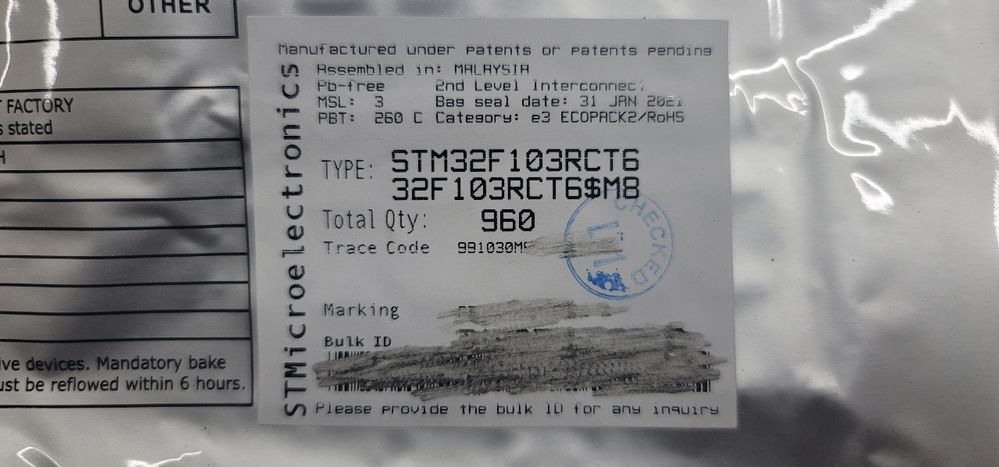 OTHER
FACTORY
s stated
H
ive devices. Mandatory bake
ust be reflowed within 6 hours.
STMicroelectronics
Manufactured under patents or patents pending
Assembled in: MALAYSIA
Pb-free 2nd Level Interconnect
MSL: 3 Bag seal date: 31 JAN 2021
PBT: 260 C Category: e3 ECOPACK2/RoHS
TYPE: STM32F103RCT6
32F103RCT6$M8
Total Qty: 960
Trace Code 991030M
CHECKED
Marking
Bulk ID
Please provide the bulk ID for any inquiry